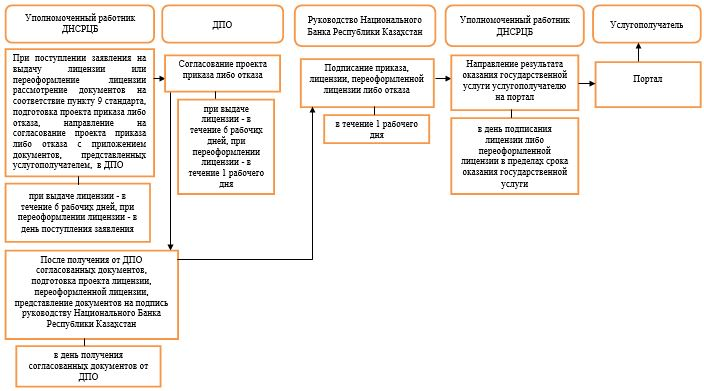 Уполномоченный работник
ДНСРЦБ
ДПО
Руководство Национального
Банка Республики Казахстан
Уполномоченный работник
ДНСРЦБ
Услугополучатель
При поступлении заявления на
выдачу лицензии или
переоформление лицензии
рассмотрение документов на
соответствие пункту 9 стандарта,
подготовка проекта приказа либо
отказа, направление на
согласование проекта приказа
либо отказа с приложением
документов, представленных
услугополучателем, в ДПО
Согласование проекта
приказа либо отказа
Подписание приказа,
лицензии, переоформленной
лицензии либо отказа
Направление результата
оказания государственной
услуги услугополучателю
на портал
Портал
при выдаче
лицензии - в
течение 6 рабочих
дней, при
переоформлении
лицензии - в
течение 1 рабочего
дня
в течение 1 рабочего
дня
в день подписания
лицензии либо
переоформленной
лицензии в пределах срока
оказания государственной
услуги
при выдаче лицензии - в
течение 6 рабочих дней, при
переоформлении лицензии - в
день поступления заявления
После получения от ДПО
согласованных документов,
подготовка проекта лицензии,
переоформленной лицензии,
представление документов на подпись
руководству Национального Банка
Республики Казахстан
в день получения
согласованных документов от
ДПО